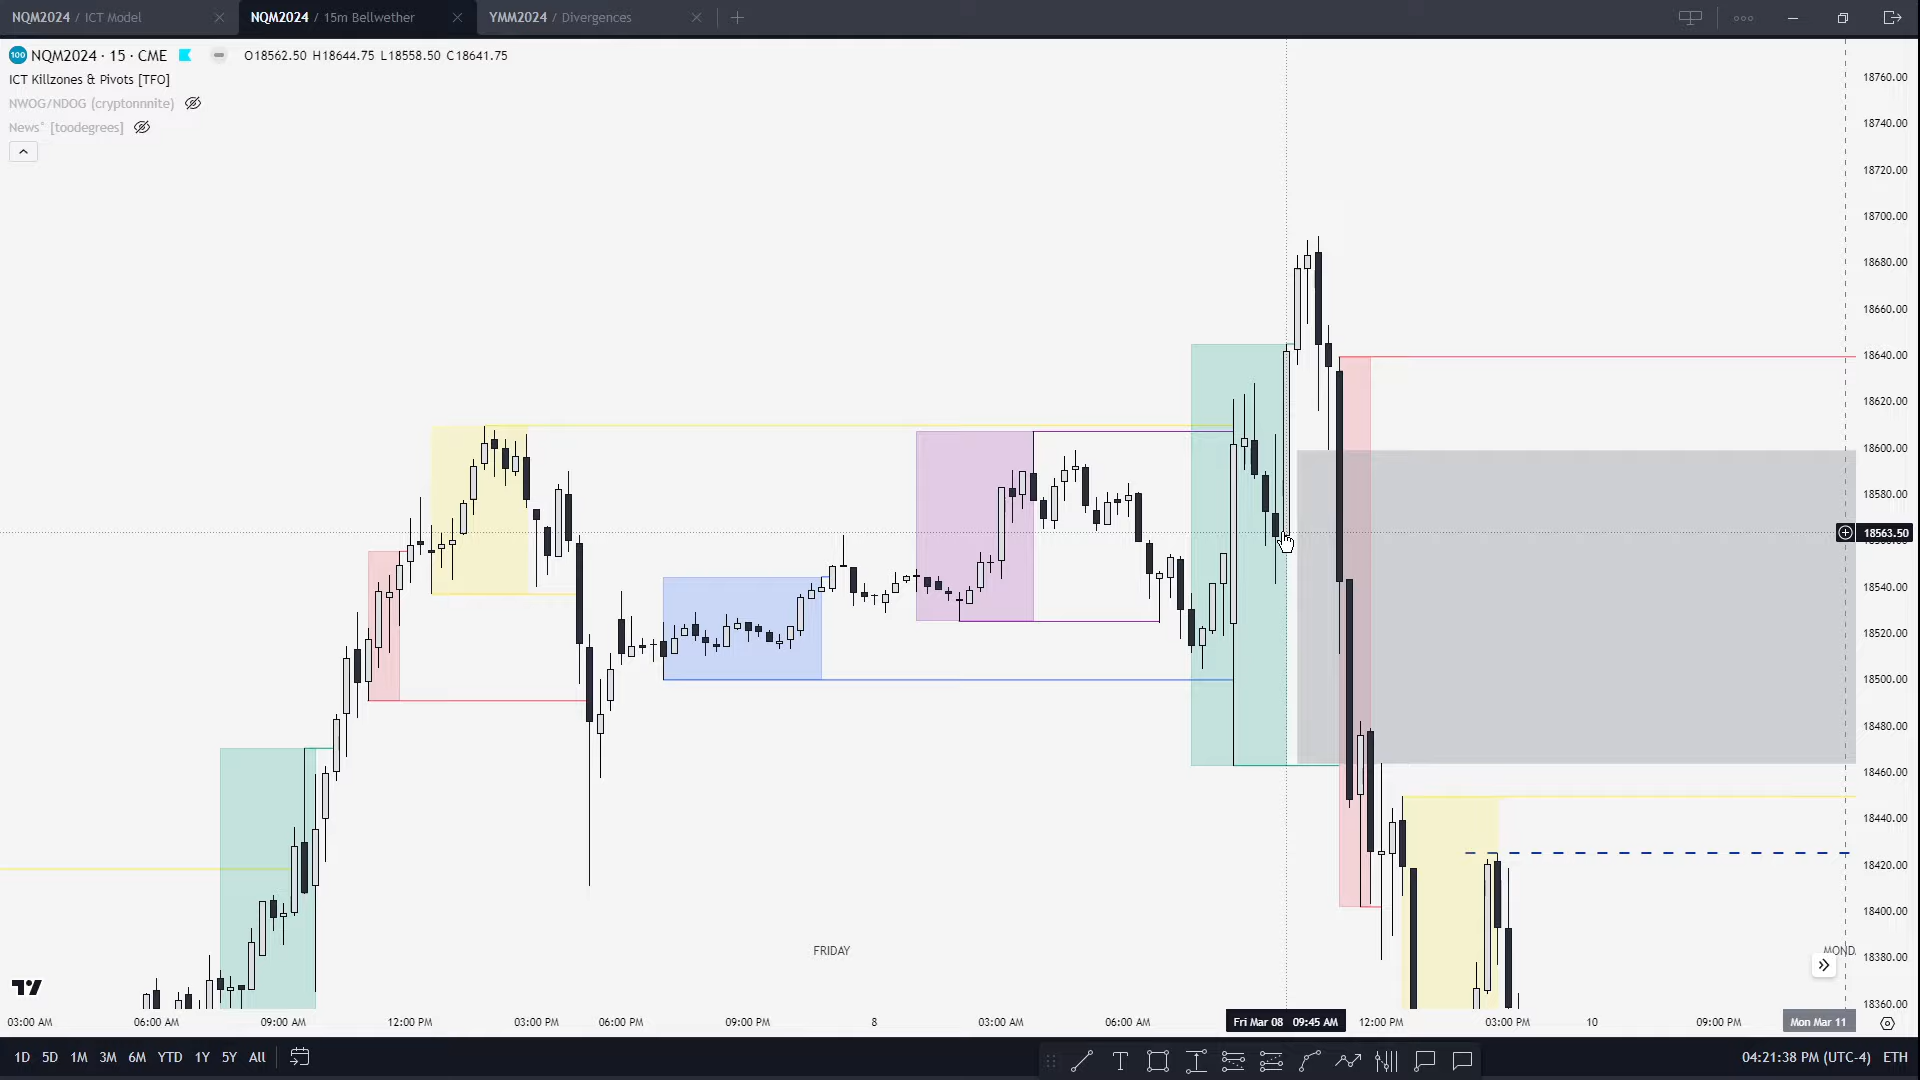 NQM2024 / ICT Model
NQM2024 / 15m Bellwether
YMM2024 / Divergences
100 NQM2024 · 15 · CME O18562.50 H18644.75 L18558.50 C18641.75
ICT Killzones & Pivots [TFO]
NWOG/NDOG (cryptonnnite)
News° [toodegrees]
18760.00
18740.00
18720.00
18700.00
18680.00
18660.00
18640.00
18620.00
18600.00
18580.00
18563.50
18540.00
18520.00
18500.00
18480.00
18460.00
18440.00
18420.00
18400.00
18380.00
18360.00
FRIDAY
MOND
03:00 AM 06:00 AM 09:00 AM 12:00 PM 03:00 PM 06:00 PM 09:00 PM 8 03:00 AM 06:00 AM Fri Mar 08 09:45 AM 12:00 PM 03:00 PM 10 09:00 PM Mon Mar 11
1D 5D 1M 3M 6M YTD 1Y 5Y All
04:21:38 PM (UTC-4) ETH